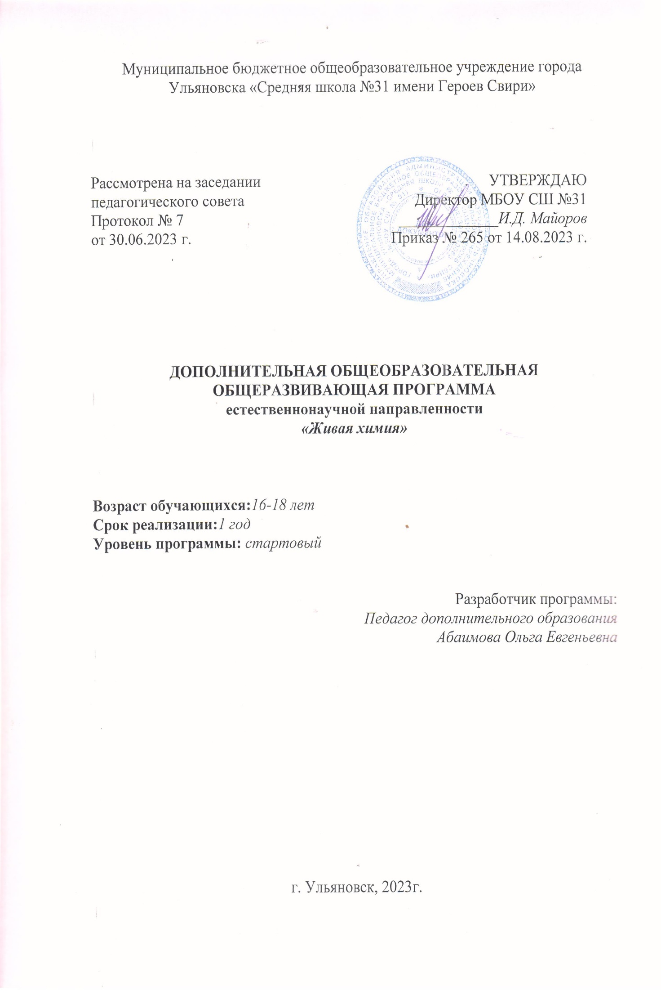 Муниципальное бюджетное общеобразовательное учреждение города
Ульяновска «Средняя школа №31 имени Героев Свири»
Рассмотрена на заседании
педагогического совета
Протокол № 7
от 30.06.2023 г.
УТВЕРЖДАЮ
Директор МБОУ СШ №31
________________И.Д. Майоров
Приказ № 265 от 14.08.2023 г.
ДОПОЛНИТЕЛЬНАЯ ОБЩЕОБРАЗОВАТЕЛЬНАЯ
ОБЩЕРАЗВИВАЮЩАЯ ПРОГРАММА
естественнонаучной направленности
«Живая химия»
Возраст обучающихся:16-18 лет
Срок реализации:1 год
Уровень программы: стартовый
Разработчик программы:
Педагог дополнительного образования
Абаимова Ольга Евгеньевна
г. Ульяновск, 2023г.